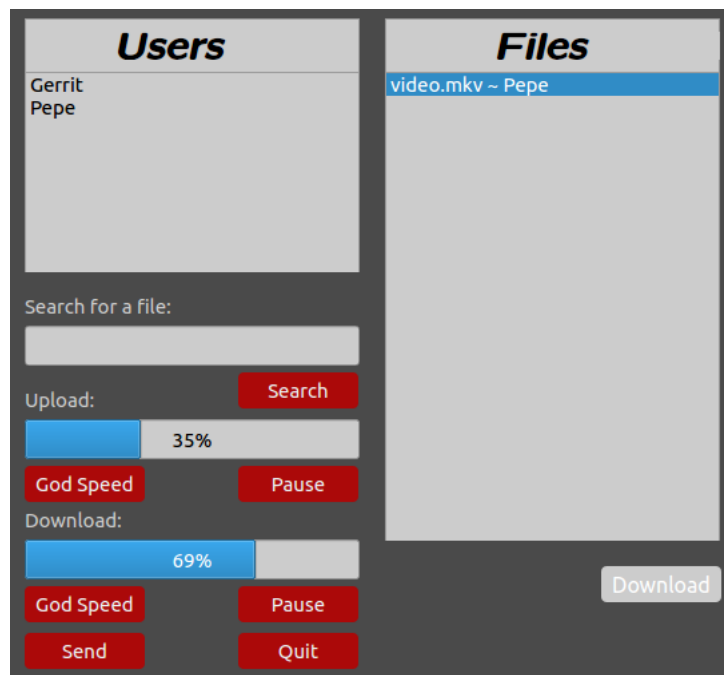 Users
Gerrit
Pepe
Search for a file:
Search
Upload:
35%
God Speed
Pause
Download:
69%
God Speed
Pause
Send
Quit
Files
video.mkv ~ Pepe
Download